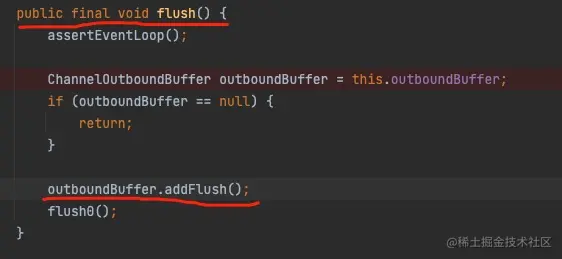 public final void flush() {
    assertEventLoop();
    ChannelOutboundBuffer outboundBuffer = this.outboundBuffer;
    if (outboundBuffer == null) {
        return;
    }
    outboundBuffer.addFlush();
    flush0();
}
@稀土掘金技术社区